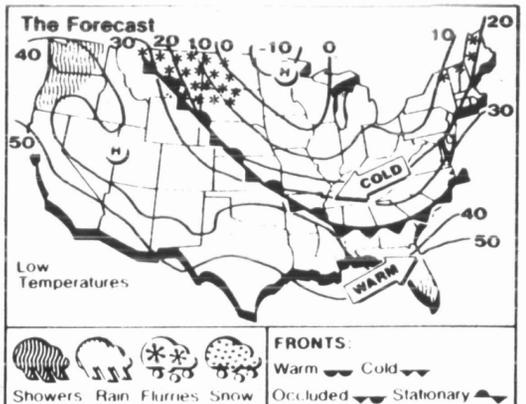 The Forecast
40 30 20 10 0 -10 0 10 20
H
30
50 H
COLD
40
50
WARM
Low
Temperatures
FRONTS:
Warm Cold
Showers Rain Flurries Snow
Occluded Stationary